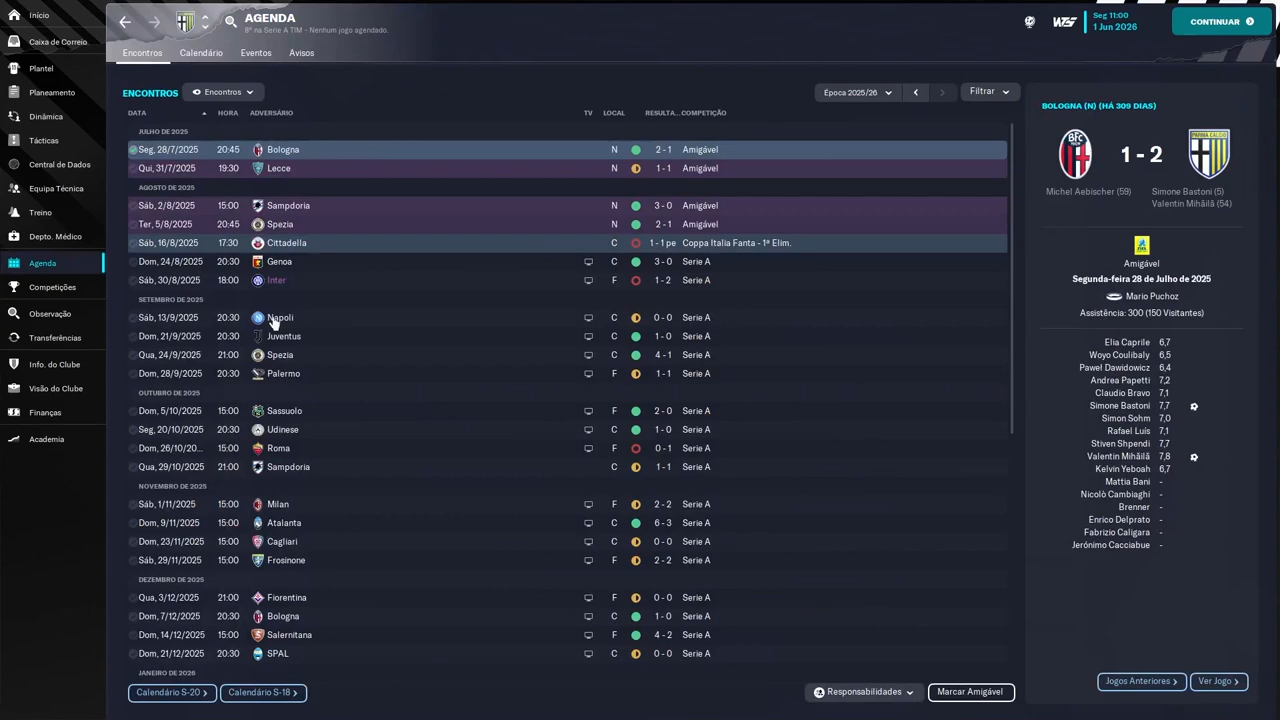 Início
Caixa de Correio
Plantel
Planeamento
Dinâmica
Tácticas
Central de Dados
Equipa Técnica
Treino
Depto. Médico
Agenda
Competições
Observação
Transferências
Info. do Clube
Visão do Clube
Finanças
Academia
AGENDA
8º na Serie A TIM - Nenhum jogo agendado.
Seg 11:00
1 Jun 2026
CONTINUAR
Encontros Calendário Eventos Avisos
ENCONTROS Encontros Época 2025/26 Filtrar
DATA HORA ADVERSÁRIO TV LOCAL RESULTA... COMPETIÇÃO
JULHO DE 2025
Seg, 28/7/2025 20:45 Bologna N 2 - 1 Amigável
Qui, 31/7/2025 19:30 Lecce N 1 - 1 Amigável
AGOSTO DE 2025
Sáb, 2/8/2025 15:00 Sampdoria N 3 - 0 Amigável
Ter, 5/8/2025 20:45 Spezia N 2 - 1 Amigável
Sáb, 16/8/2025 17:30 Cittadella C 1 - 1 pe Coppa Italia Fanta - 1ª Elim.
Dom, 24/8/2025 20:30 Genoa C 3 - 0 Serie A
Sáb, 30/8/2025 18:00 Inter F 1 - 2 Serie A
SETEMBRO DE 2025
Sáb, 13/9/2025 20:30 Napoli C 0 - 0 Serie A
Dom, 21/9/2025 20:30 Juventus C 1 - 0 Serie A
Qua, 24/9/2025 21:00 Spezia C 4 - 1 Serie A
Dom, 28/9/2025 20:30 Palermo F 1 - 1 Serie A
OUTUBRO DE 2025
Dom, 5/10/2025 15:00 Sassuolo F 2 - 0 Serie A
Seg, 20/10/2025 20:30 Udinese C 1 - 0 Serie A
Dom, 26/10/20... 15:00 Roma F 0 - 1 Serie A
Qua, 29/10/2025 21:00 Sampdoria C 1 - 1 Serie A
NOVEMBRO DE 2025
Sáb, 1/11/2025 15:00 Milan F 2 - 2 Serie A
Dom, 9/11/2025 15:00 Atalanta C 6 - 3 Serie A
Dom, 23/11/2025 15:00 Cagliari C 0 - 0 Serie A
Sáb, 29/11/2025 15:00 Frosinone F 2 - 2 Serie A
DEZEMBRO DE 2025
Qua, 3/12/2025 21:00 Fiorentina F 0 - 0 Serie A
Dom, 7/12/2025 20:30 Bologna C 1 - 0 Serie A
Dom, 14/12/2025 15:00 Salernitana F 4 - 2 Serie A
Dom, 21/12/2025 20:30 SPAL C 0 - 0 Serie A
JANEIRO DE 2026
Calendário S-20 Calendário S-18 Responsabilidades Marcar Amigável
BOLOGNA (N) (HÁ 309 DIAS)
BFC
1909
PARMA CALCIO
1 - 2
Michel Aebischer (59) Simone Bastoni (5)
Valentin Mihăilă (54)
Amigável
Segunda-feira 28 de Julho de 2025
Mario Puchoz
Assistência: 300 (150 Visitantes)
Elia Caprile 6,7
Woyo Coulibaly 6,5
Paweł Dawidowicz 6,4
Andrea Papetti 7,2
Claudio Bravo 7,1
Simone Bastoni 7,7
Simon Sohm 7,0
Rafael Luís 7,1
Stiven Shpendi 7,7
Valentin Mihăilă 7,8
Kelvin Yeboah 6,7
Mattia Bani -
Nicolò Cambiaghi -
Brenner -
Enrico Delprato -
Fabrizio Caligara -
Jerónimo Cacciabue -
Jogos Anteriores Ver Jogo